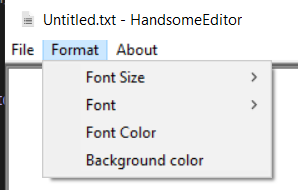 Untitled.txt - HandsomeEditor
File Format About
Font Size
Font
Font Color
Background color